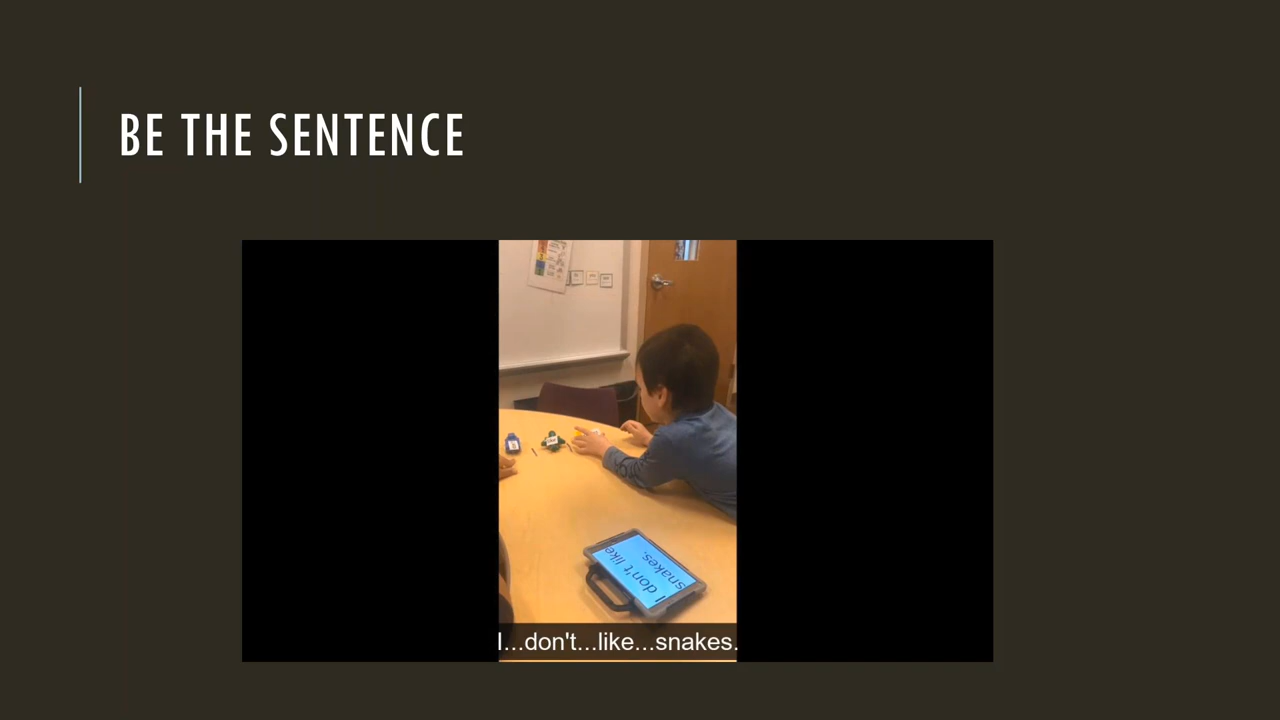 BE THE SENTENCE
I don't like
snakes.
I...don't...like...snakes.